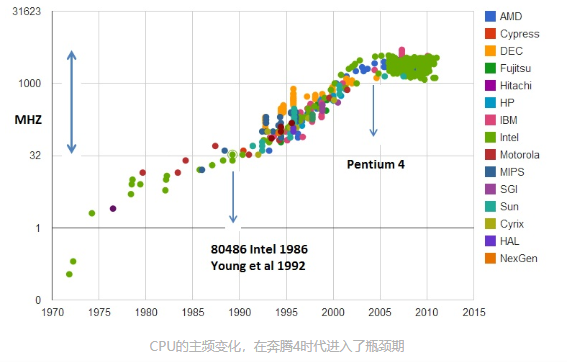 31623
1000
MHZ
32
1
0
1970 1975 1980 1985 1990 1995 2000 2005 2010 2015
Pentium 4
80486 Intel 1986
Young et al 1992
AMD
Cypress
DEC
Fujitsu
Hitachi
HP
IBM
Intel
Motorola
MIPS
SGI
Sun
Cyrix
HAL
NexGen
CPU的主频变化，在奔腾4时代进入了瓶颈期